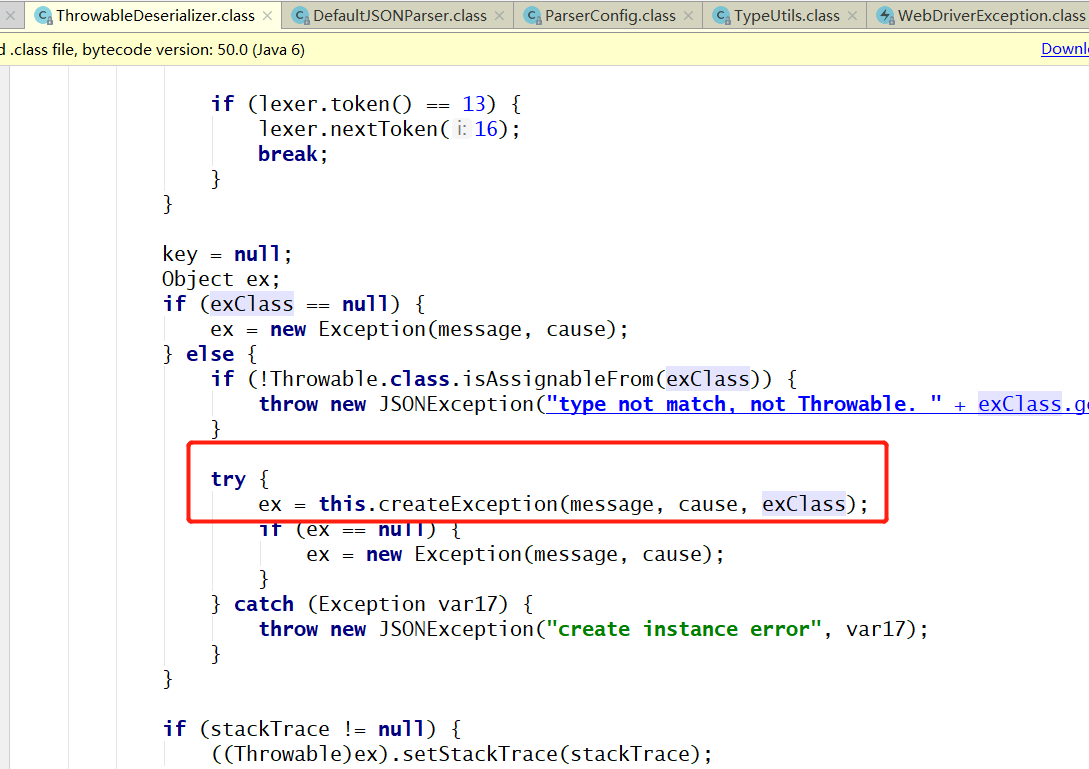 ThrowableDeserializer.class × DefaultJSONParser.class × ParserConfig.class × TypeUtils.class × WebDriverException.class
.class file, bytecode version: 50.0 (Java 6)
if (lexer.token() == 13) {
lexer.nextToken( i: 16);
break;
}
}
key = null;
Object ex;
if (exClass == null) {
ex = new Exception(message, cause);
} else {
if (!Throwable.class.isAssignableFrom(exClass)) {
throw new JSONException("type not match, not Throwable. " + exClass.
}
try {
ex = this.createException(message, cause, exClass);
if (ex == null) {
ex = new Exception(message, cause);
}
} catch (Exception var17) {
throw new JSONException("create instance error", var17);
}
}
if (stackTrace != null) {
((Throwable)ex).setStackTrace(stackTrace);